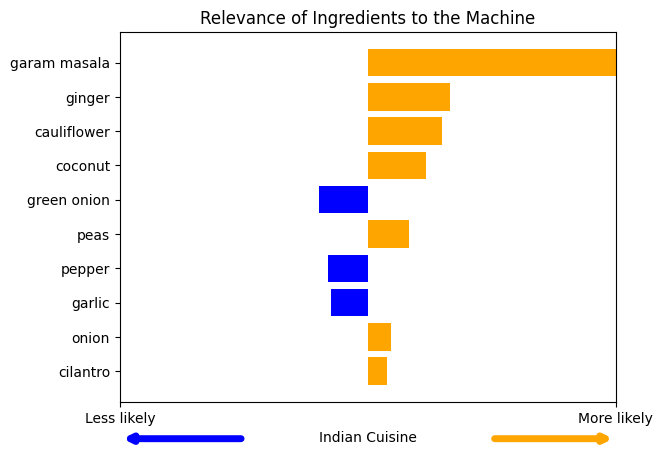 Relevance of Ingredients to the Machine
garam masala
ginger
cauliflower
coconut
green onion
peas
pepper
garlic
onion
cilantro
Less likely
More likely
Indian Cuisine